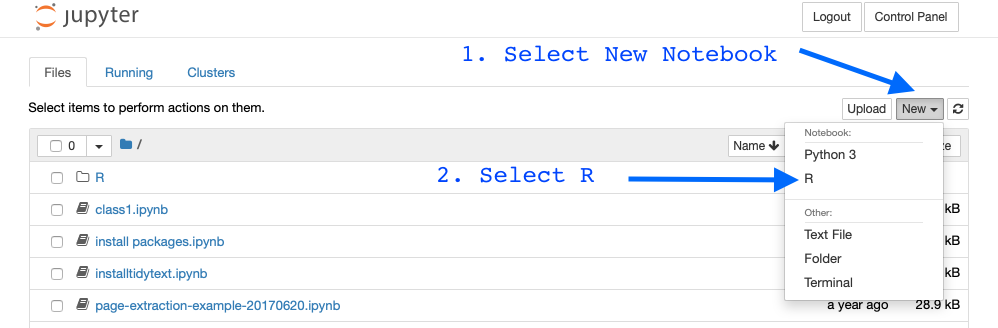 jupyter
Logout Control Panel
1. Select New Notebook
Files Running Clusters
Select items to perform actions on them.
Upload New
0 / Name
Notebook:
Python 3
R
2. Select R
R
class1.ipynb kB
install packages.ipynb kB
installtidytext.ipynb kB
Other:
Text File
Folder
Terminal
page-extraction-example-20170620.ipynb a year ago 28.9 kB